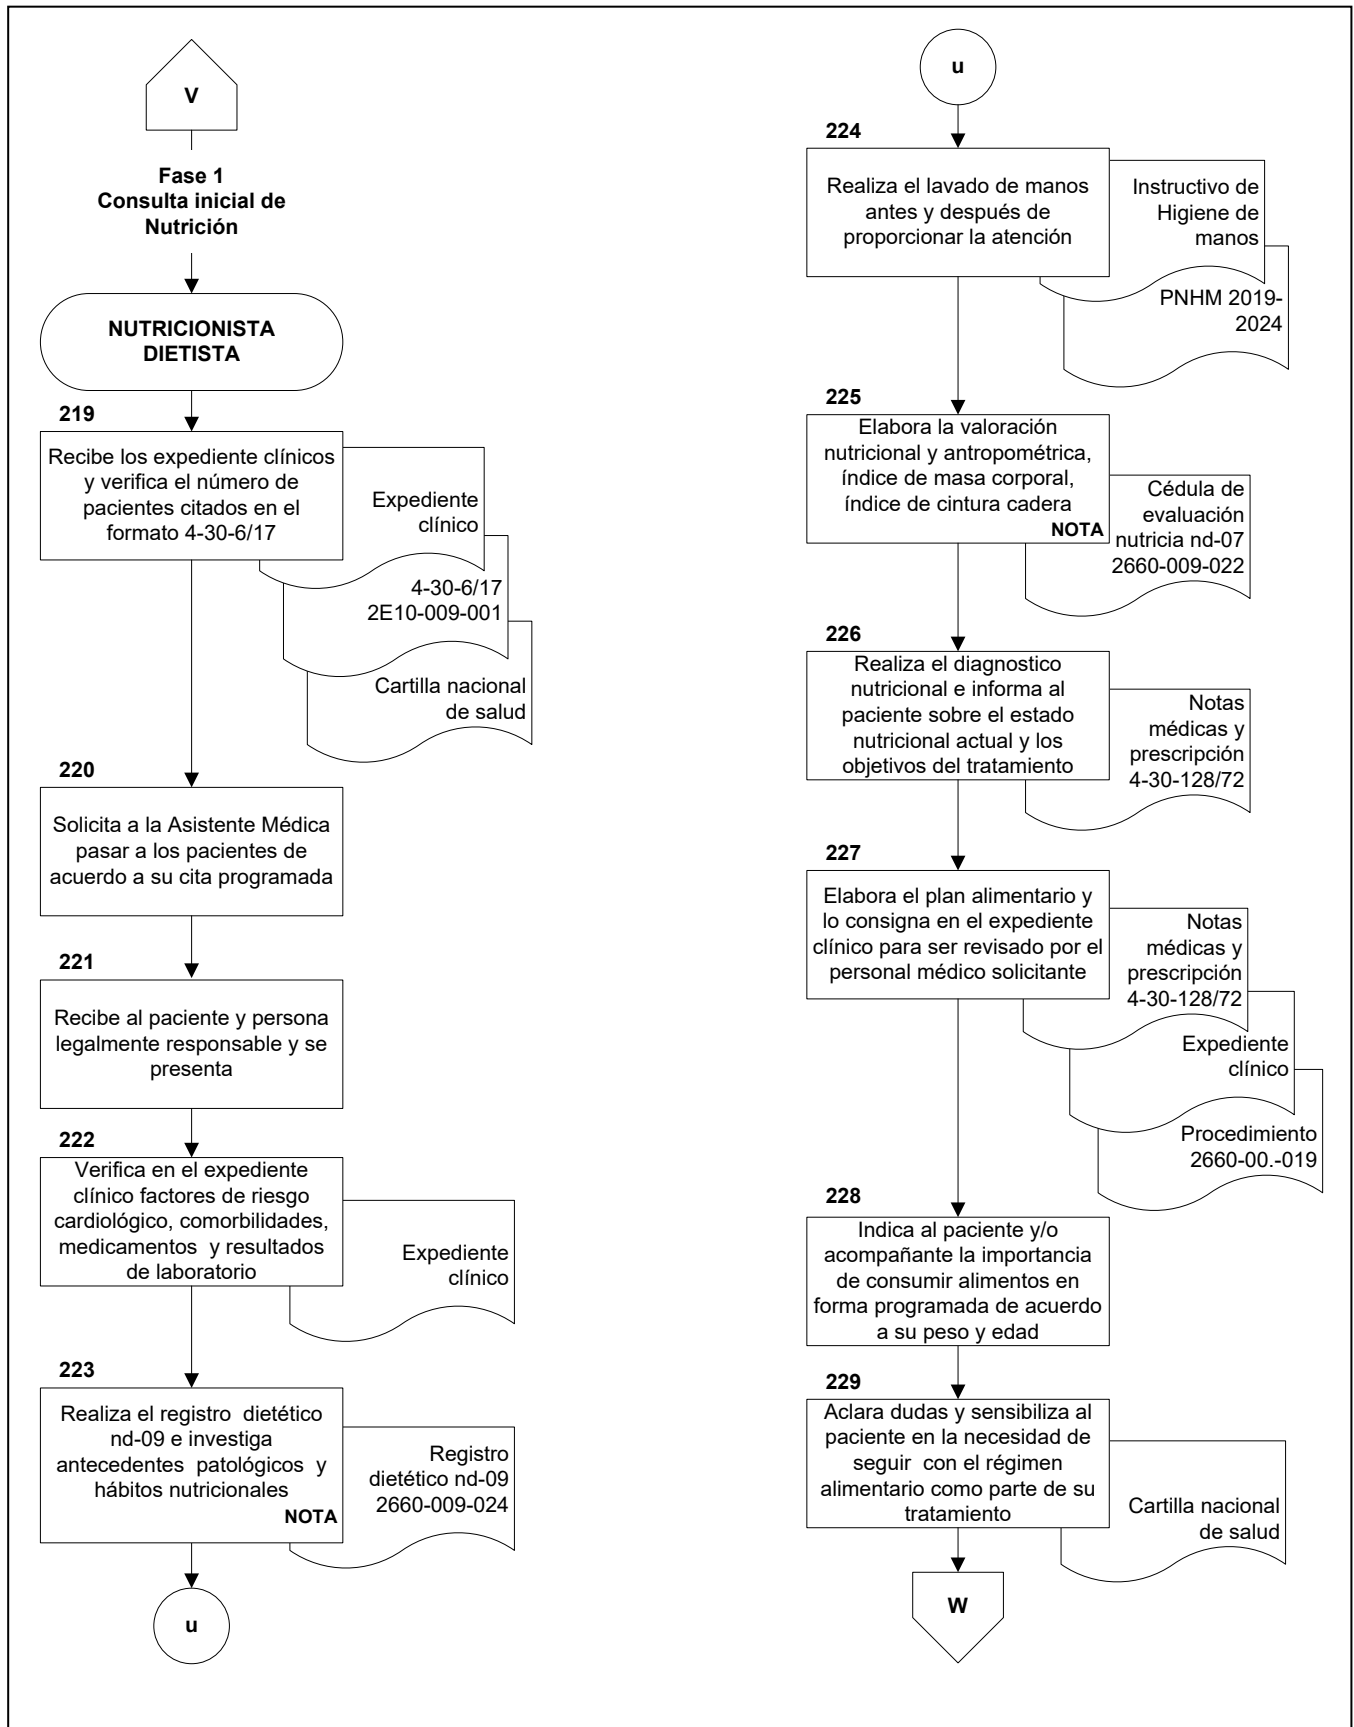 V
Fase 1
Consulta inicial de
Nutrición
NUTRICIONISTA
DIETISTA
219
Recibe los expediente clínicos
y verifica el número de
pacientes citados en el
formato 4-30-6/17
Expediente
clínico
4-30-6/17
2E10-009-001
Cartilla nacional
de salud
220
Solicita a la Asistente Médica
pasar a los pacientes de
acuerdo a su cita programada
221
Recibe al paciente y persona
legalmente responsable y se
presenta
222
Verifica en el expediente
clínico factores de riesgo
cardiológico, comorbilidades,
medicamentos y resultados
de laboratorio
Expediente
clínico
223
Realiza el registro dietético
nd-09 e investiga
antecedentes patológicos y
hábitos nutricionales
NOTA
Registro
dietético nd-09
2660-009-024
u
u
224
Realiza el lavado de manos
antes y después de
proporcionar la atención
Instructivo de
Higiene de
manos
PNHM 2019-
2024
225
Elabora la valoración
nutricional y antropométrica,
índice de masa corporal,
índice de cintura cadera
NOTA
Cédula de
evaluación
nutricia nd-07
2660-009-022
226
Realiza el diagnostico
nutricional e informa al
paciente sobre el estado
nutricional actual y los
objetivos del tratamiento
Notas
médicas y
prescripción
4-30-128/72
227
Elabora el plan alimentario y
lo consigna en el expediente
clínico para ser revisado por el
personal médico solicitante
Notas
médicas y
prescripción
4-30-128/72
Expediente
clínico
Procedimiento
2660-00.-019
228
Indica al paciente y/o
acompañante la importancia
de consumir alimentos en
forma programada de acuerdo
a su peso y edad
229
Aclara dudas y sensibiliza al
paciente en la necesidad de
seguir con el régimen
alimentario como parte de su
tratamiento
Cartilla nacional
de salud
W